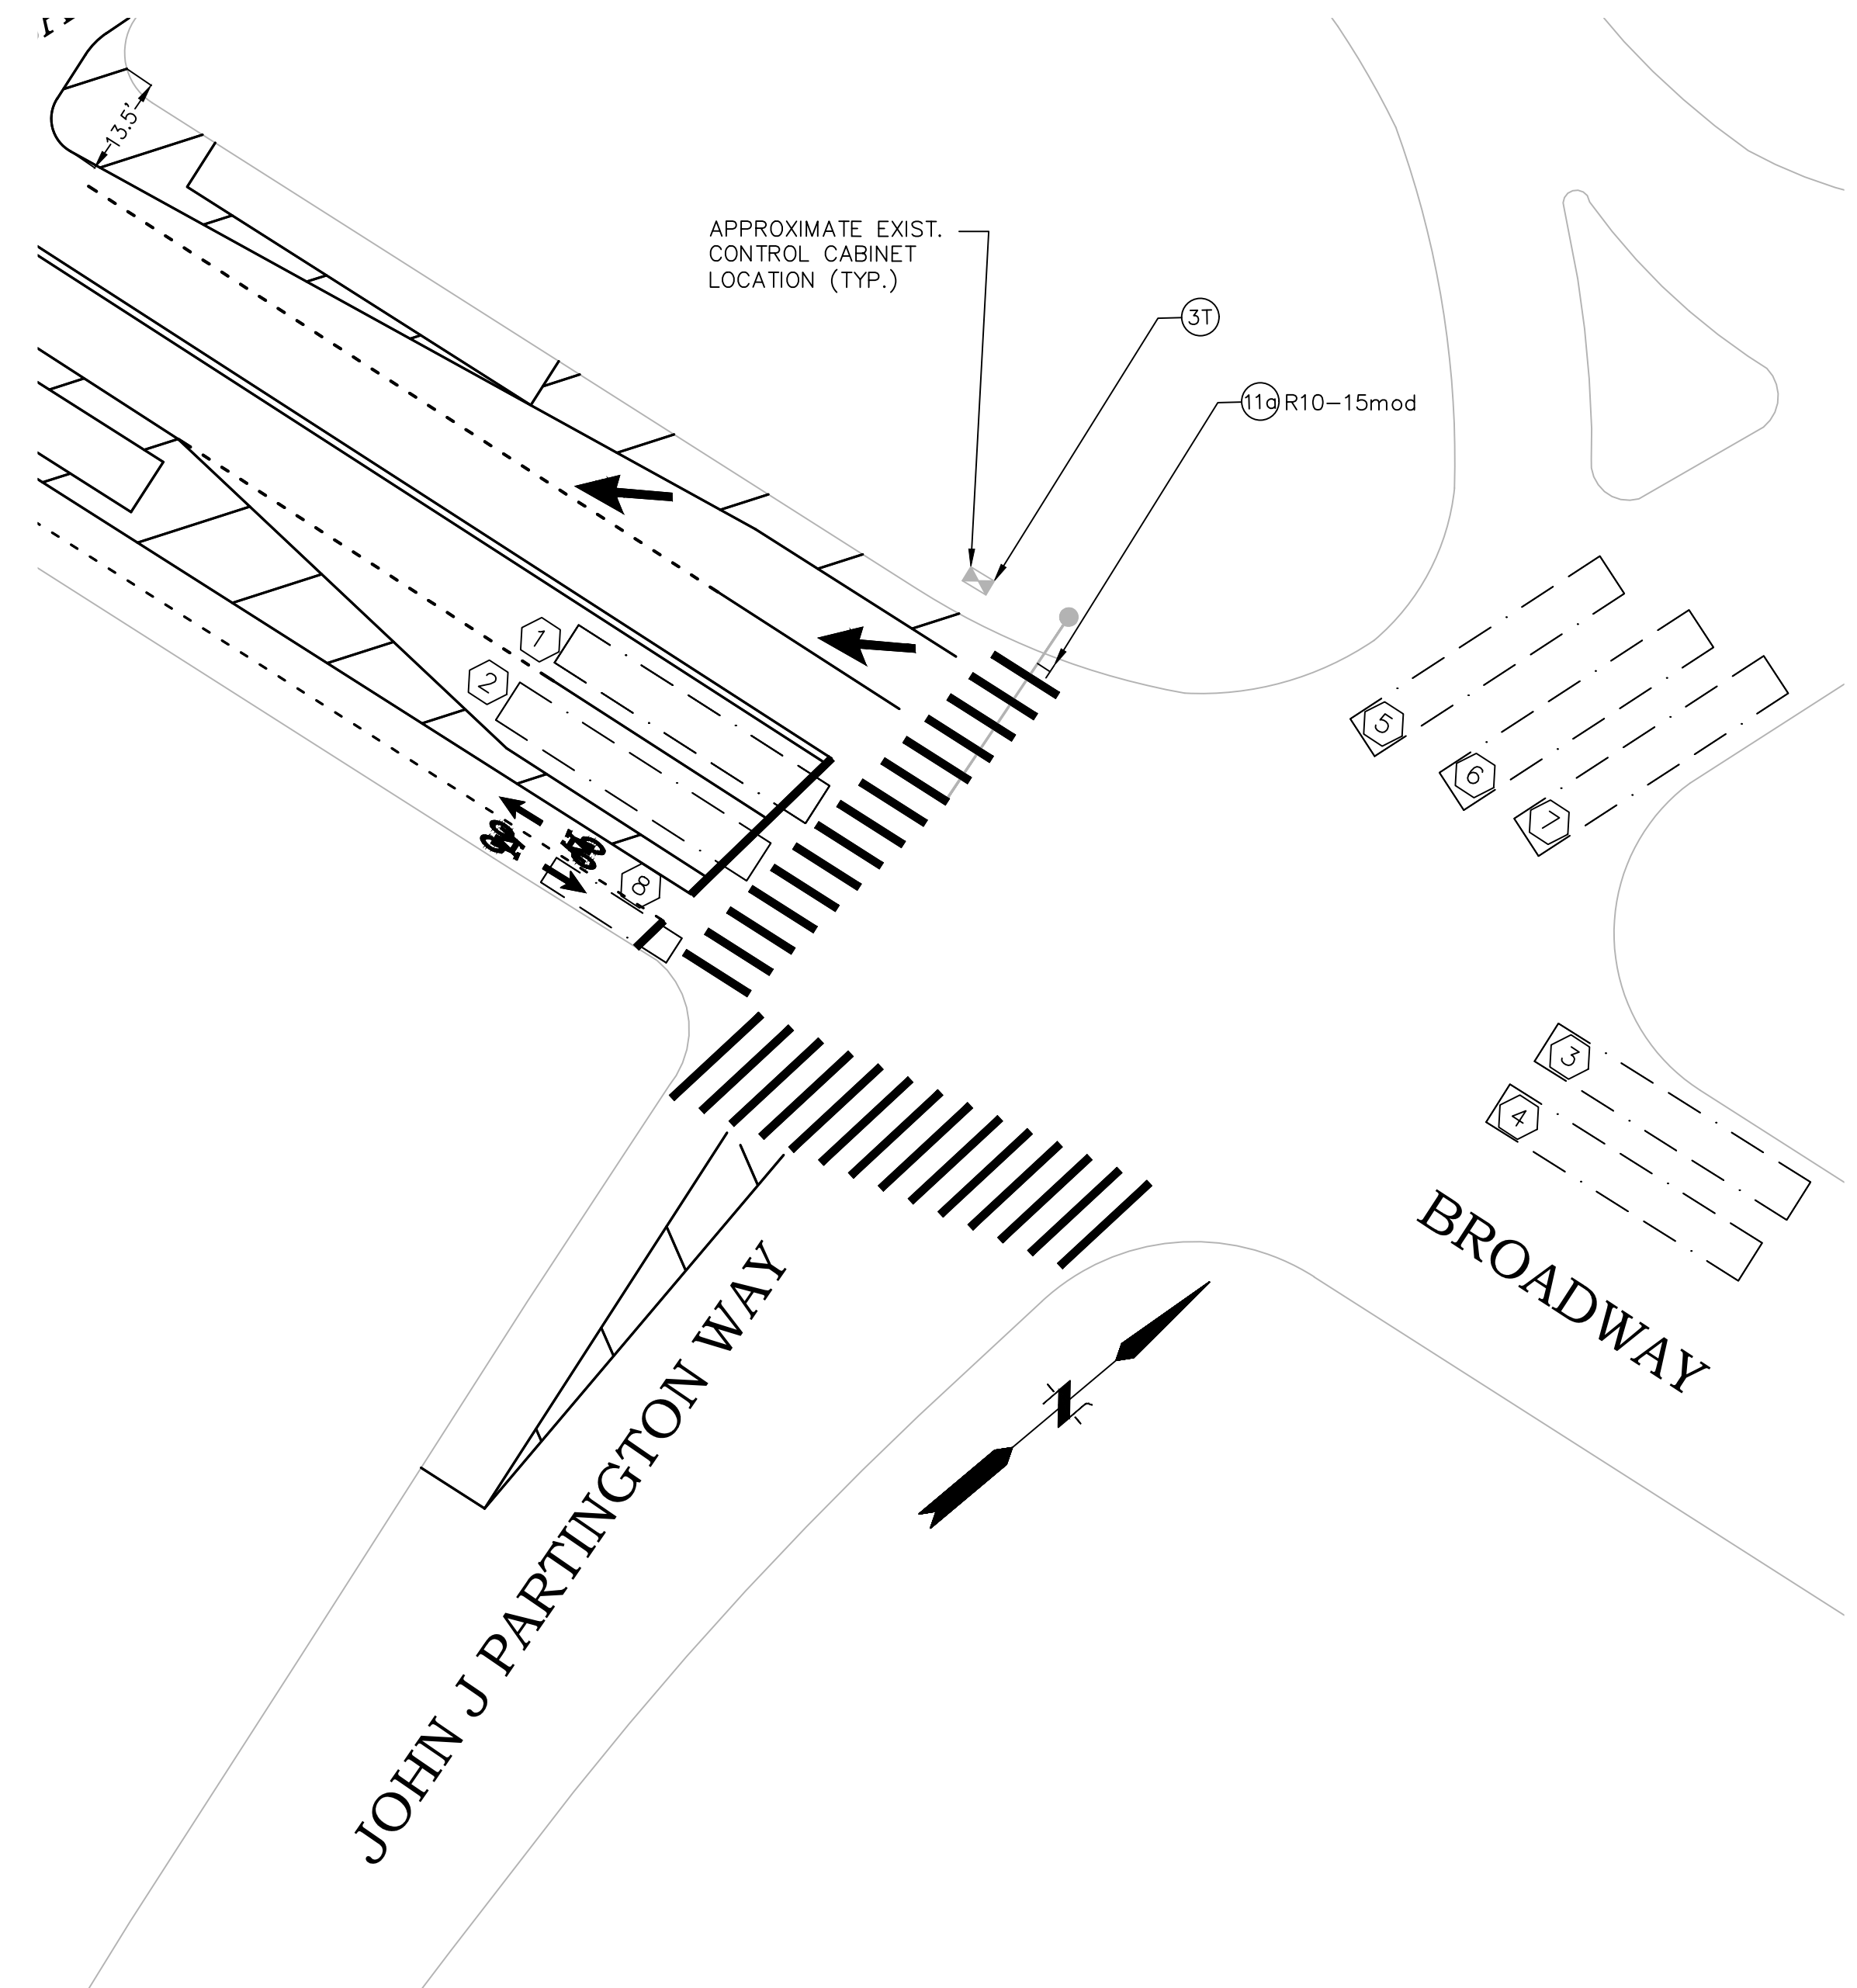 13.5'
APPROXIMATE EXIST.
CONTROL CABINET
LOCATION (TYP.)
3T
11a R10-15mod
1
2
5
6
7
8
3
4
BROADWAY
N
JOHN J PARTINGTON WAY